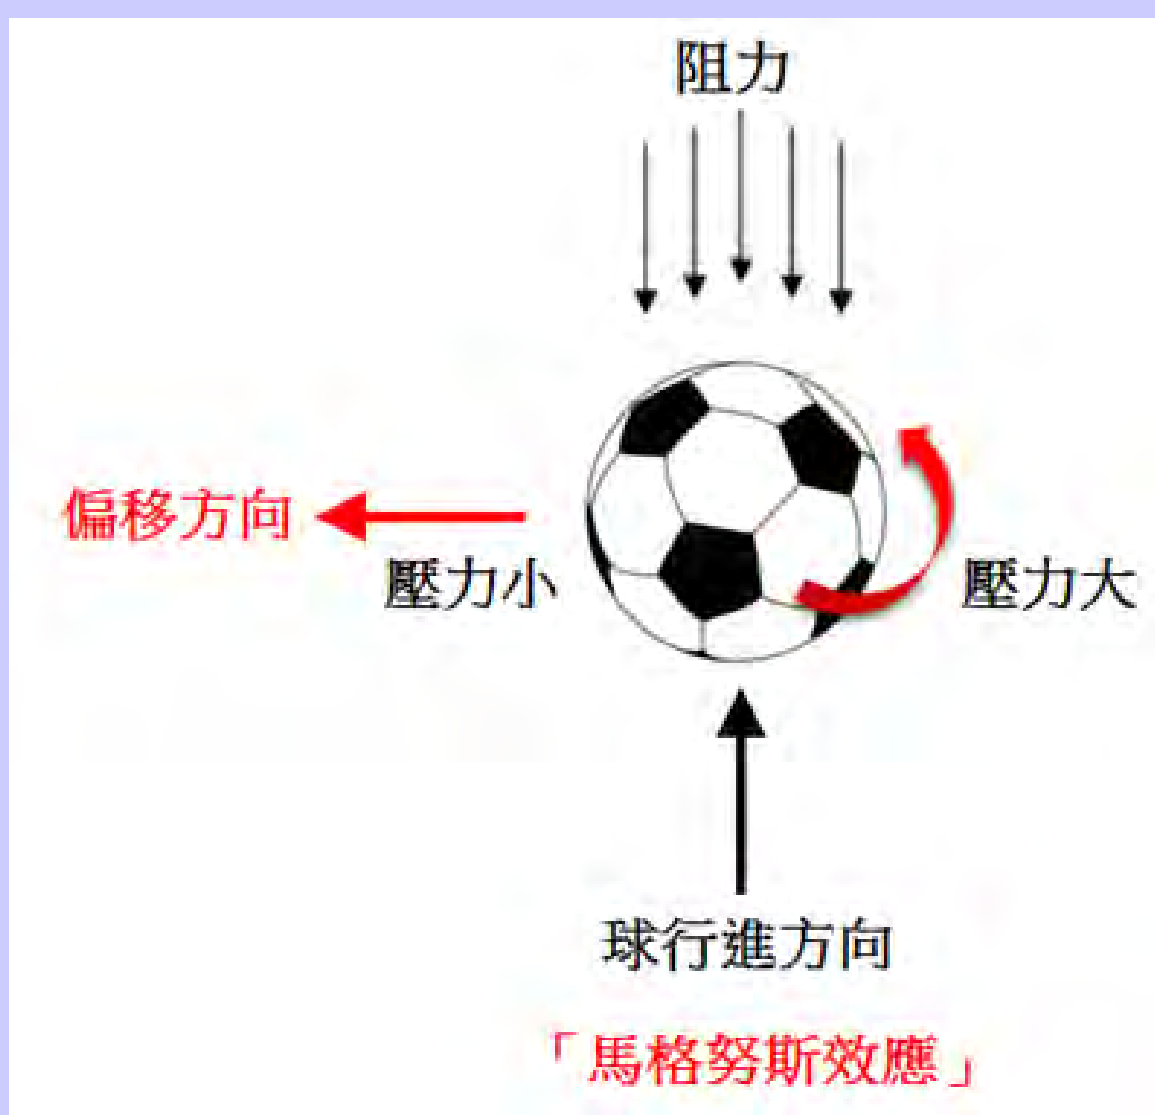 阻力
偏移方向
壓力小
壓力大
球行進方向
「馬格努斯效應」